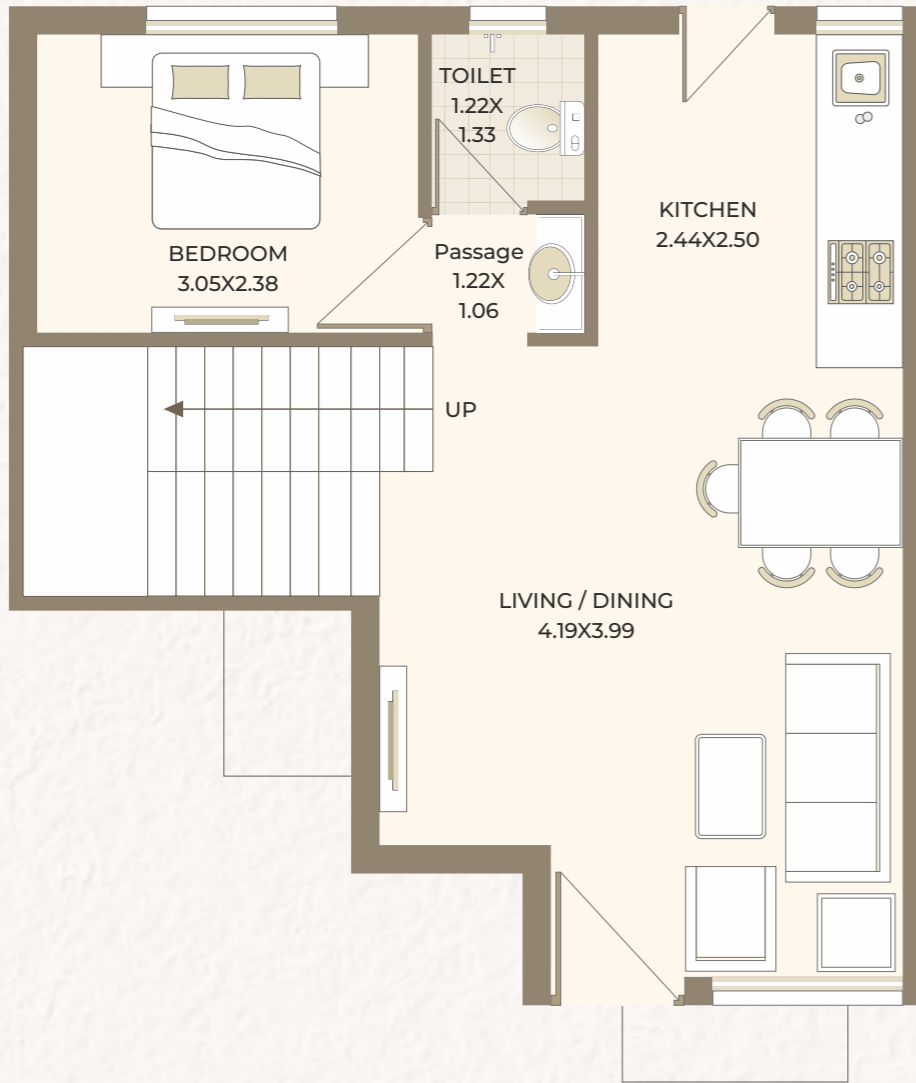 TOILET
1.22X
1.33
KITCHEN
2.44X2.50
BEDROOM
3.05X2.38
Passage
1.22X
1.06
UP
LIVING / DINING
4.19X3.99